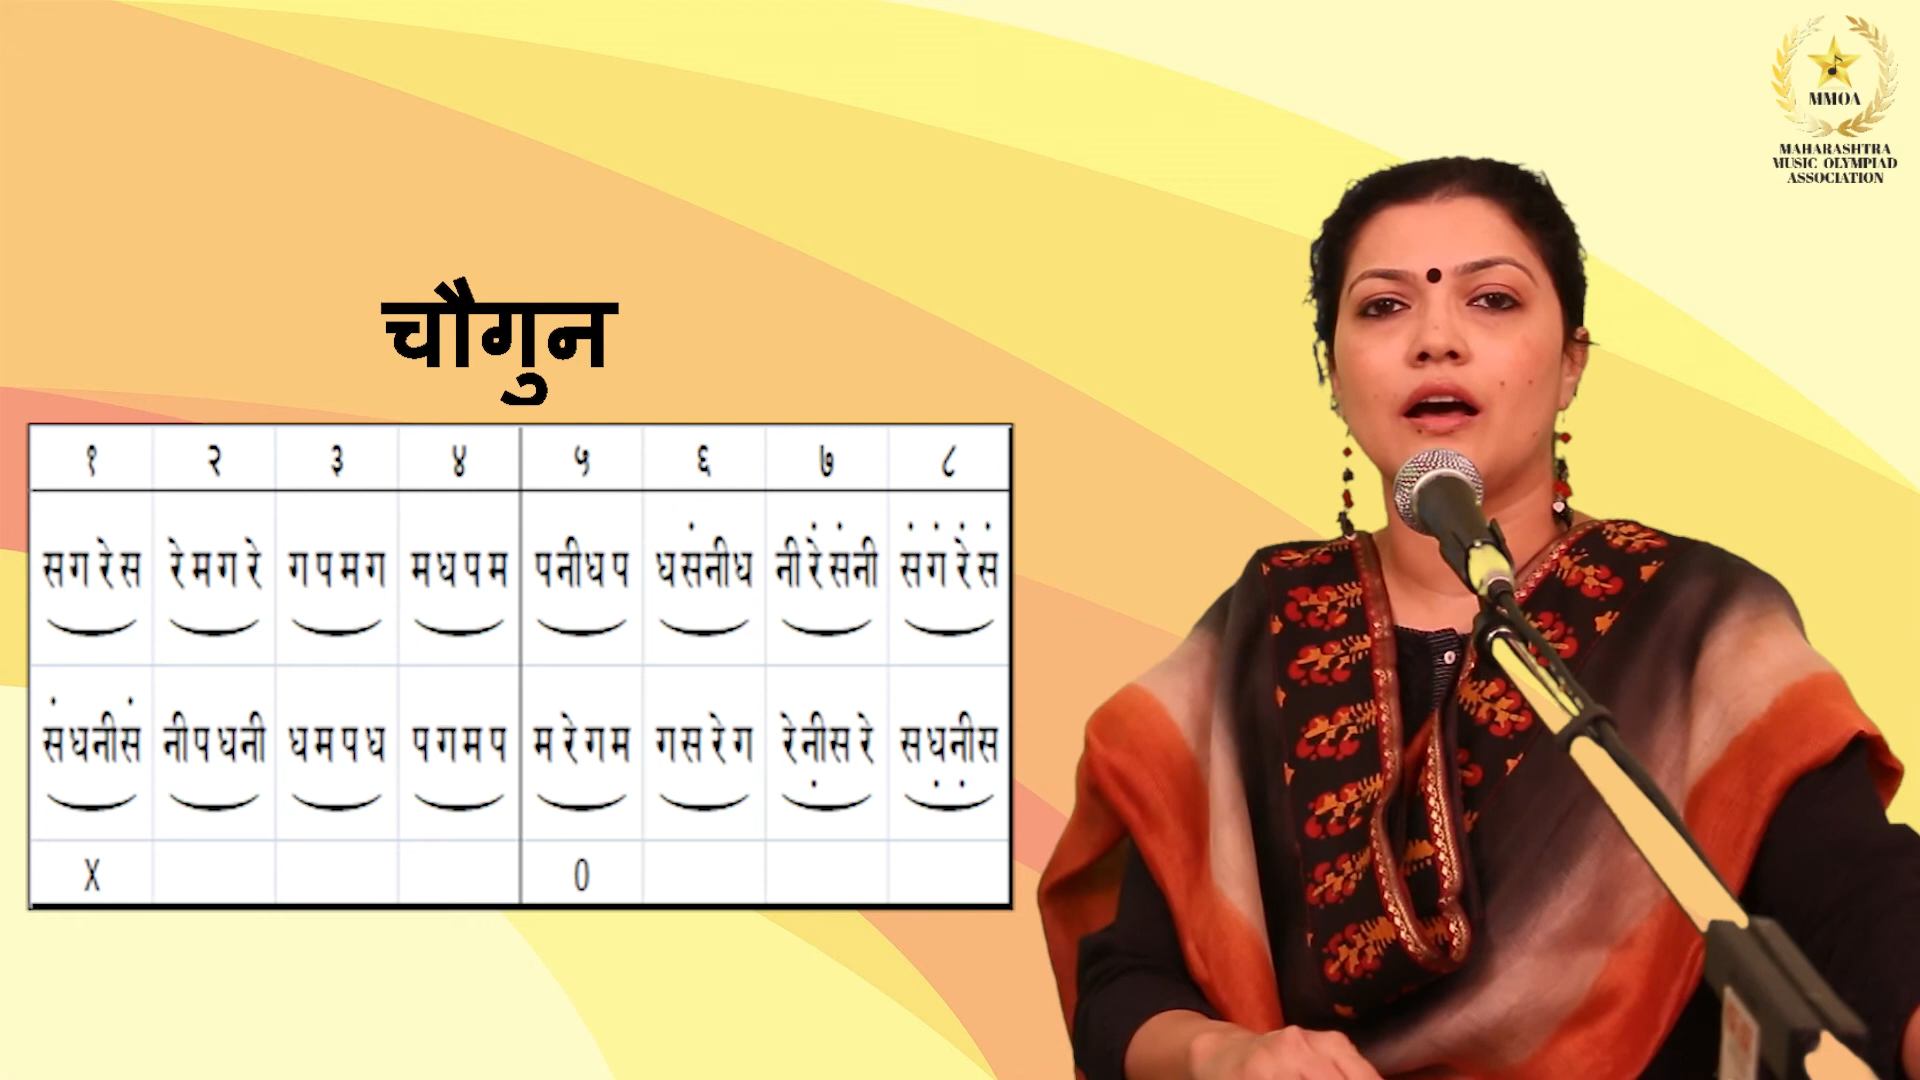 MMOA
MAHARASHTRA
MUSIC OLYMPIAD
ASSOCIATION
चौगुन
१ २ ३ ४ ५ ६ ७ ८
सगरेस रेमगरे गपमग मधपम पनीधप धसंनीध नीरेंसंनी संगंरेंसं
संधनीसं नीपधनी धमपध पगमप मरेगम गसरेग रेनी़सरे सध़नी़स
X 0